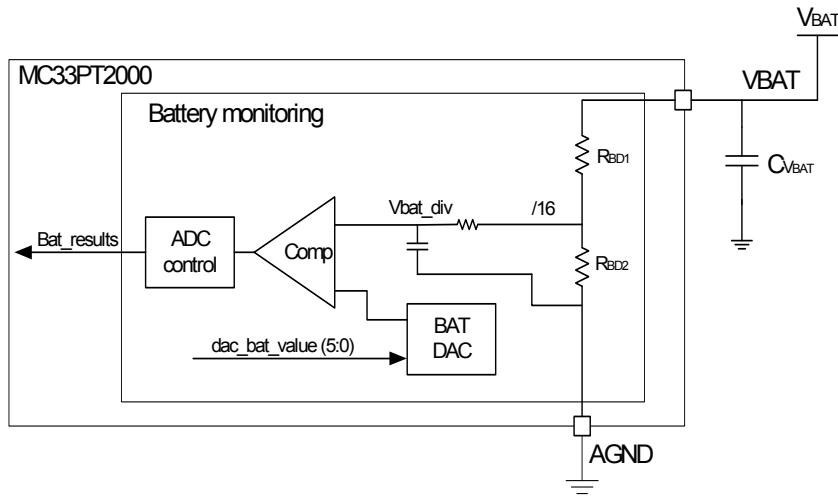 VBAT
MC33PT2000
VBAT
Battery monitoring
RBD1
CVBAT
Vbat_div
/16
Bat_results
ADC
control
Comp
RBD2
BAT
DAC
dac_bat_value (5:0)
AGND